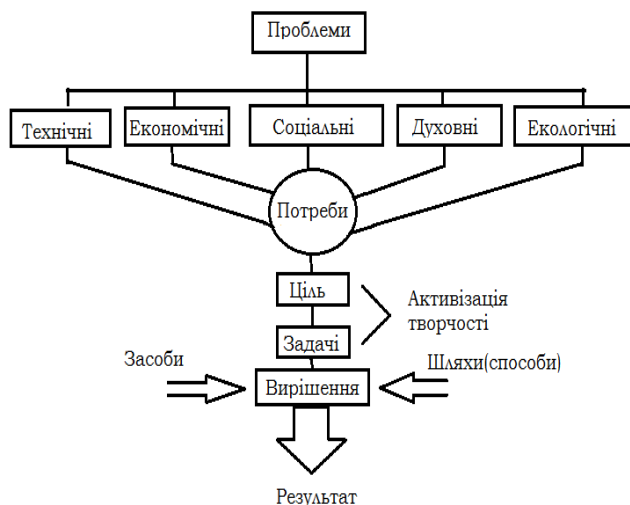 Проблеми
Технічні
Економічні
Соціальні
Духовні
Екологічні
Потреби
Ціль
Активізація
творчості
Задачі
Засоби
Шляхи(способи)
Вирішення
Результат